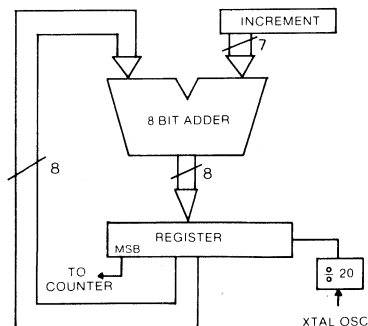 INCREMENT
7
8 BIT ADDER
8
8
REGISTER
MSB
TO
COUNTER
÷ 20
XTAL OSC